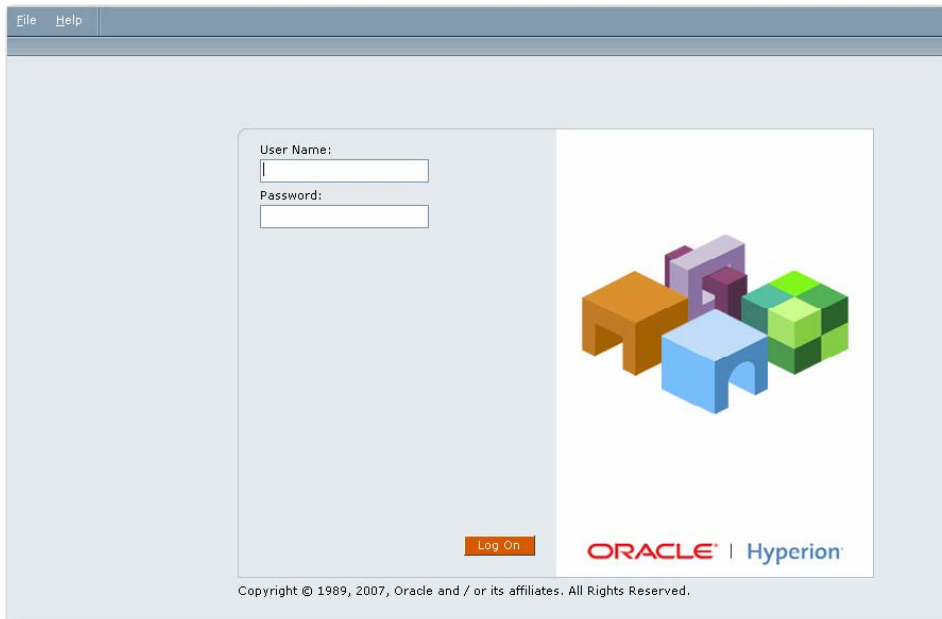 File Help
User Name:
Password:
Log On
ORACLE | Hyperion
Copyright © 1989, 2007, Oracle and / or its affiliates. All Rights Reserved.